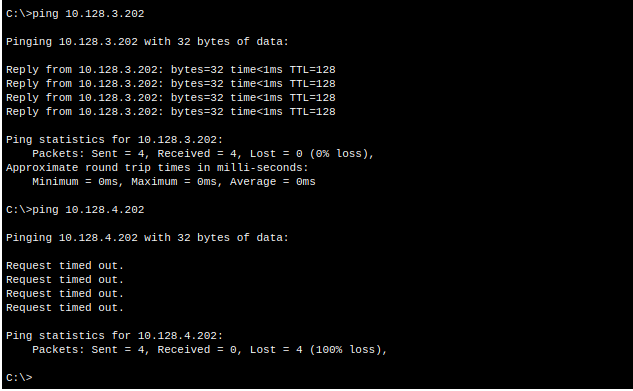 C:\>ping 10.128.3.202
Pinging 10.128.3.202 with 32 bytes of data:
Reply from 10.128.3.202: bytes=32 time<1ms TTL=128
Reply from 10.128.3.202: bytes=32 time<1ms TTL=128
Reply from 10.128.3.202: bytes=32 time<1ms TTL=128
Reply from 10.128.3.202: bytes=32 time<1ms TTL=128
Ping statistics for 10.128.3.202:
    Packets: Sent = 4, Received = 4, Lost = 0 (0% loss),
Approximate round trip times in milli-seconds:
    Minimum = 0ms, Maximum = 0ms, Average = 0ms
C:\>ping 10.128.4.202
Pinging 10.128.4.202 with 32 bytes of data:
Request timed out.
Request timed out.
Request timed out.
Request timed out.
Ping statistics for 10.128.4.202:
    Packets: Sent = 4, Received = 0, Lost = 4 (100% loss),
C:\>